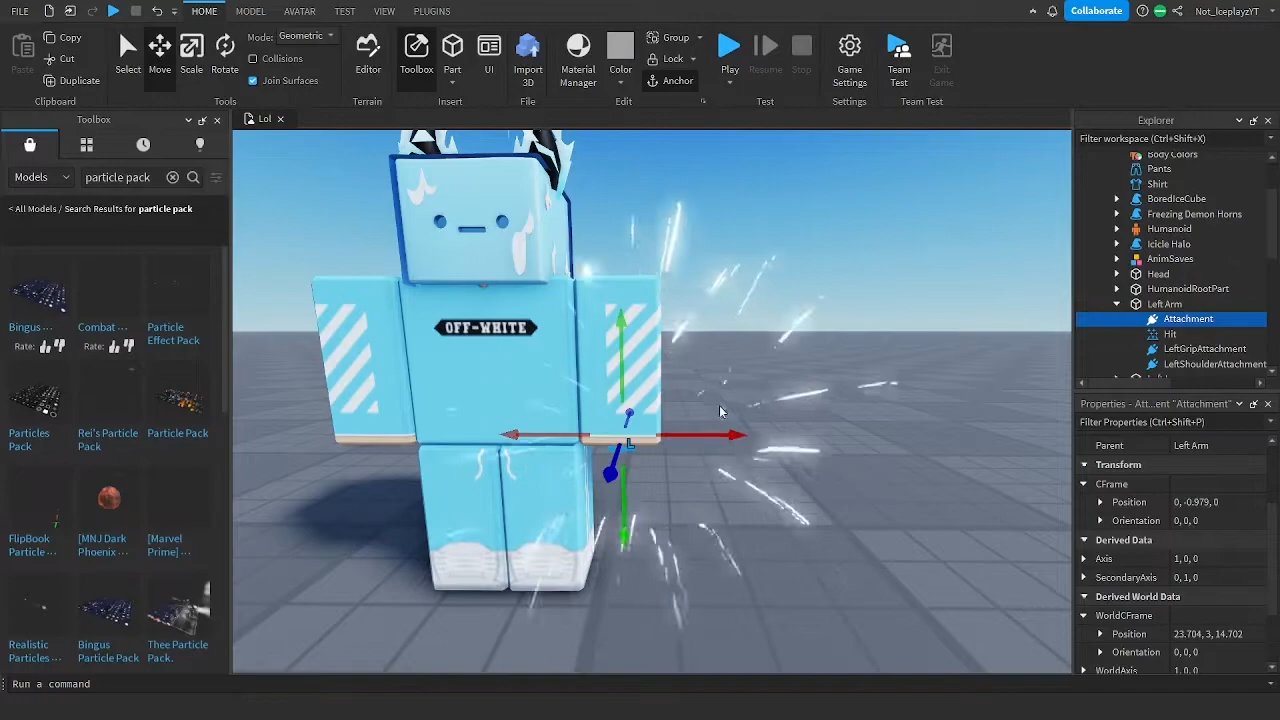 FILE HOME MODEL AVATAR TEST VIEW PLUGINS Collaborate Not_IceplayzYT
Paste Copy Cut Duplicate Clipboard
Select Move Scale Rotate Mode: Geometric Collisions Join Surfaces Tools
Editor Terrain
Toolbox Part UI Insert
Import 3D File
Material Manager Color Group Lock Anchor Edit
Play Resume Stop Test
Game Settings Settings
Team Test Exit Game Team Test
Toolbox
Models particle pack
< All Models / Search Results for particle pack
Bingus ... Combat ... Particle Effect Pack
Rate: Rate:
Particles Pack Rei's Particle Pack Particle Pack
FlipBook Particle ... [MNJ Dark Phoenix ... [Marvel Prime] ...
Realistic Particles ... Bingus Particle Pack Thee Particle Pack.
Lol
OFF-WHITE
L
Explorer
Filter workspace (Ctrl+Shift+X)
Body Colors
Pants
Shirt
BoredIceCube
Freezing Demon Horns
Humanoid
Icicle Halo
AnimSaves
Head
HumanoidRootPart
Left Arm
Attachment
Hit
LeftGripAttachment
LeftShoulderAttachment
Properties - Att...ent "Attachment"
Filter Properties (Ctrl+Shift+P)
Parent Left Arm
Transform
CFrame
Position 0, -0.979, 0
Orientation 0, 0, 0
Derived Data
Axis 1, 0, 0
SecondaryAxis 0, 1, 0
Derived World Data
WorldCFrame
Position 23.704, 3, 14.702
Orientation 0, 0, 0
WorldAxis 1, 0, 0
Run a command